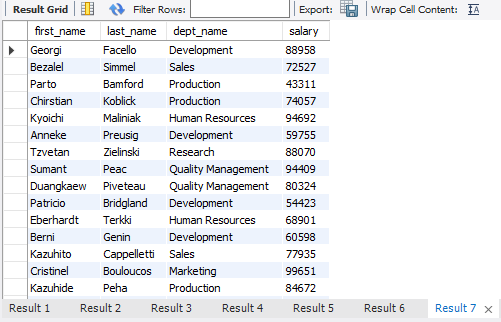 Result Grid Filter Rows: Export: Wrap Cell Content:
first_name last_name dept_name salary
Georgi Facello Development 88958
Bezalel Simmel Sales 72527
Parto Bamford Production 43311
Chirstian Koblick Production 74057
Kyoichi Maliniak Human Resources 94692
Anneke Preusig Development 59755
Tzvetan Zielinski Research 88070
Sumant Peac Quality Management 94409
Duangkaew Piveteau Quality Management 80324
Patricio Bridgland Development 54423
Eberhardt Terkki Human Resources 68901
Berni Genin Development 60598
Kazuhito Cappelletti Sales 77935
Cristinel Bouloucos Marketing 99651
Kazuhide Peha Production 84672
Result 1 Result 2 Result 3 Result 4 Result 5 Result 6 Result 7